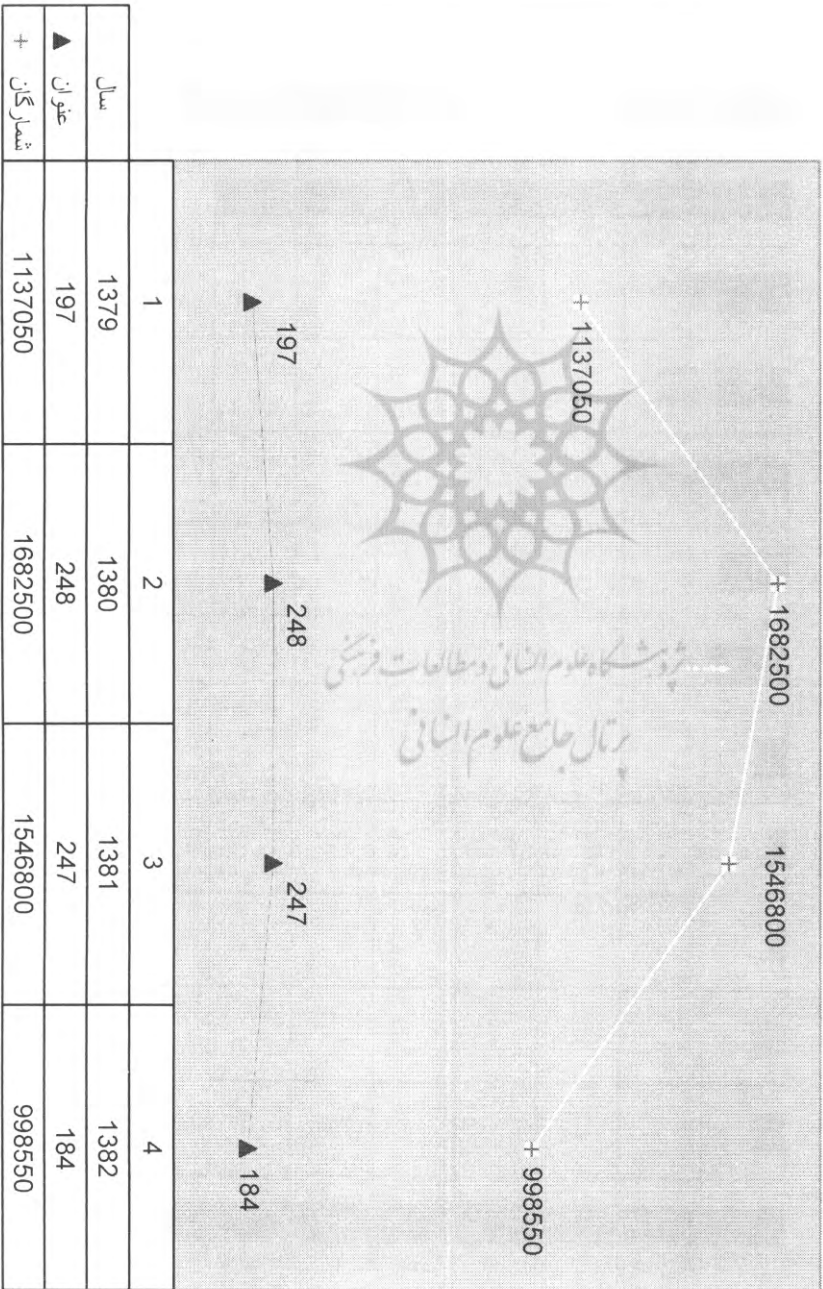 1682500
1546800
1137050
998550
248
247
197
184
پژوهشگاه علوم انسانی و مطالعات فرهنگی
پرتال جامع علوم انسانی
1 2 3 4
سال 1379 1380 1381 1382
▲ عنوان 197 248 247 184
+ شمارگان 1137050 1682500 1546800 998550